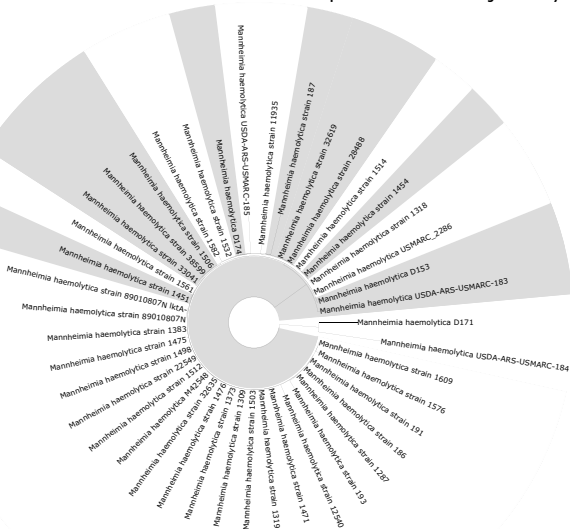 Mannheimia haemolytica USDA-ARS-USMARC-185
Mannheimia haemolytica strain 11935
Mannheimia haemolytica strain 187
Mannheimia haemolytica strain 32619
Mannheimia haemolytica strain 28488
Mannheimia haemolytica strain 1514
Mannheimia haemolytica strain 1454
Mannheimia haemolytica strain 1318
Mannheimia haemolytica USMARC_2286
Mannheimia haemolytica D153
Mannheimia haemolytica USDA-ARS-USMARC-183
Mannheimia haemolytica D171
Mannheimia haemolytica USDA-ARS-USMARC-184
Mannheimia haemolytica strain 1609
Mannheimia haemolytica strain 1576
Mannheimia haemolytica strain 191
Mannheimia haemolytica strain 186
Mannheimia haemolytica strain 1287
Mannheimia haemolytica strain 193
Mannheimia haemolytica strain 12540
Mannheimia haemolytica strain 1471
Mannheimia haemolytica strain 1319
Mannheimia haemolytica strain 1503
Mannheimia haemolytica strain 1309
Mannheimia haemolytica strain 1373
Mannheimia haemolytica strain 1476
Mannheimia haemolytica strain 32635
Mannheimia haemolytica M42548
Mannheimia haemolytica strain 1512
Mannheimia haemolytica strain 22549
Mannheimia haemolytica strain 1498
Mannheimia haemolytica strain 1475
Mannheimia haemolytica strain 1383
Mannheimia haemolytica strain 89010807N
Mannheimia haemolytica strain 89010807N lktA-
Mannheimia haemolytica strain 1451
Mannheimia haemolytica strain 1561
Mannheimia haemolytica strain 33041
Mannheimia haemolytica strain 38599
Mannheimia haemolytica strain 1506
Mannheimia haemolytica strain 1582
Mannheimia haemolytica strain 1532
Mannheimia haemolytica D174